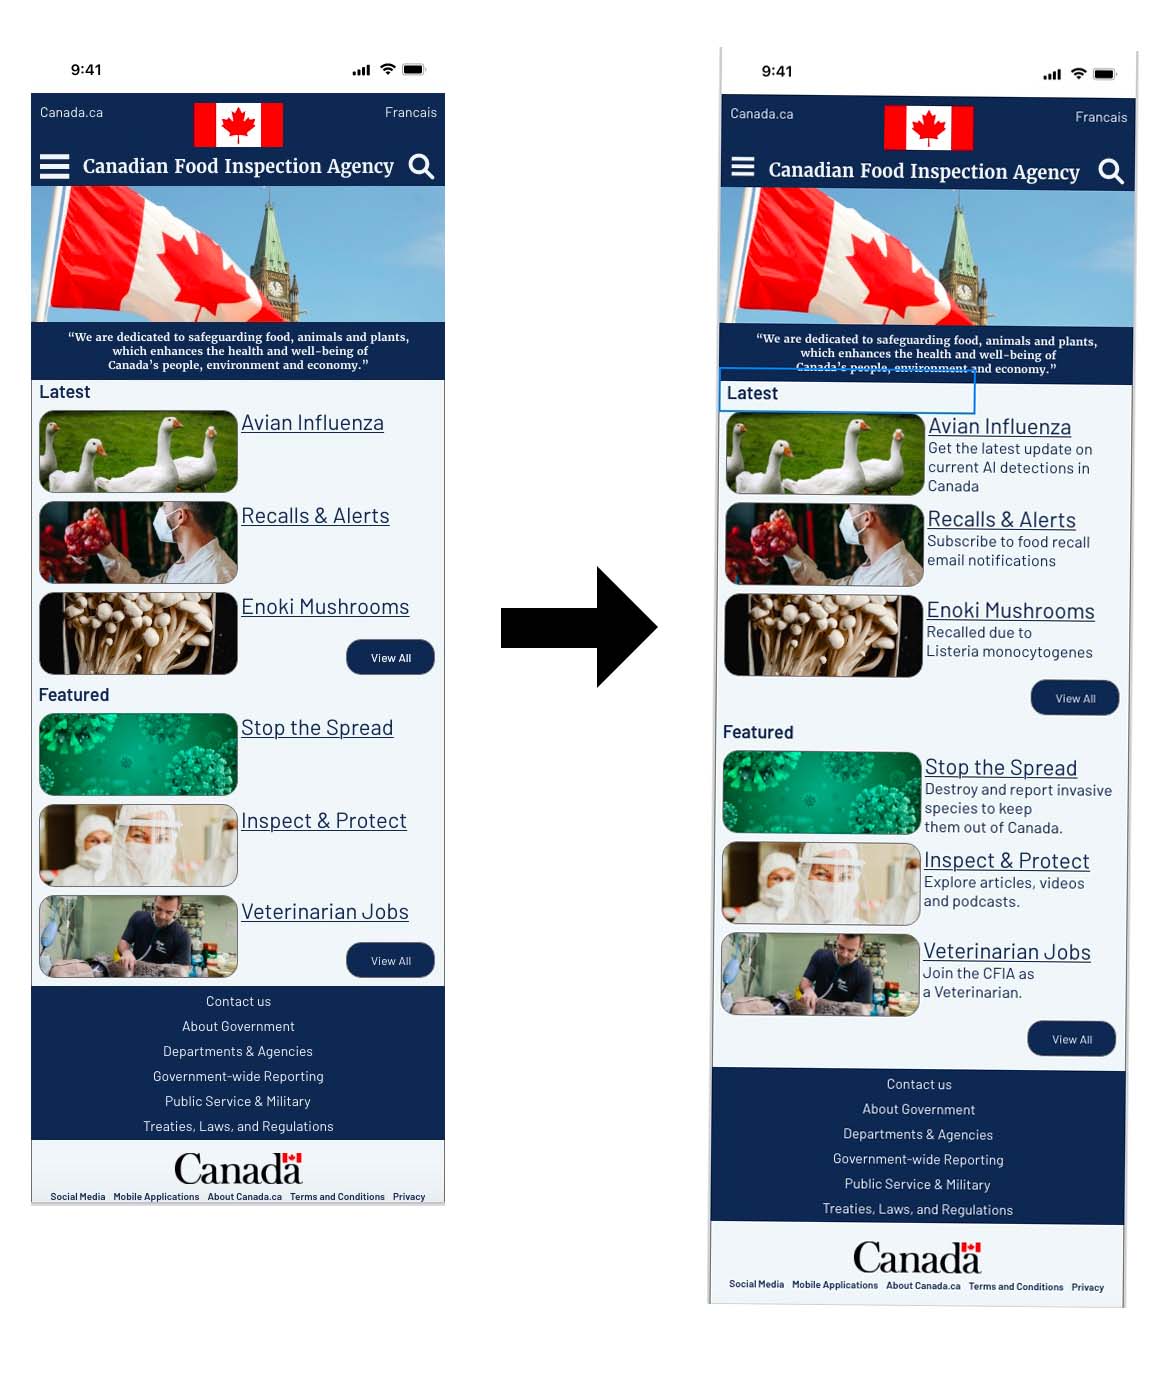 9:41
Canada.ca
Francais
Canadian Food Inspection Agency
“We are dedicated to safeguarding food, animals and plants,
which enhances the health and well-being of
Canada’s people, environment and economy.”
Latest
Avian Influenza
Recalls & Alerts
Enoki Mushrooms
View All
Featured
Stop the Spread
Inspect & Protect
Veterinarian Jobs
View All
Contact us
About Government
Departments & Agencies
Government-wide Reporting
Public Service & Military
Treaties, Laws, and Regulations
Canada
Social Media Mobile Applications About Canada.ca Terms and Conditions Privacy
9:41
Canada.ca
Francais
Canadian Food Inspection Agency
“We are dedicated to safeguarding food, animals and plants,
which enhances the health and well-being of
Canada’s people, environment and economy.”
Latest
Avian Influenza
Get the latest update on
current AI detections in
Canada
Recalls & Alerts
Subscribe to food recall
email notifications
Enoki Mushrooms
Recalled due to
Listeria monocytogenes
View All
Featured
Stop the Spread
Destroy and report invasive
species to keep
them out of Canada.
Inspect & Protect
Explore articles, videos
and podcasts.
Veterinarian Jobs
Join the CFIA as
a Veterinarian.
View All
Contact us
About Government
Departments & Agencies
Government-wide Reporting
Public Service & Military
Treaties, Laws, and Regulations
Canada
Social Media Mobile Applications About Canada.ca Terms and Conditions Privacy